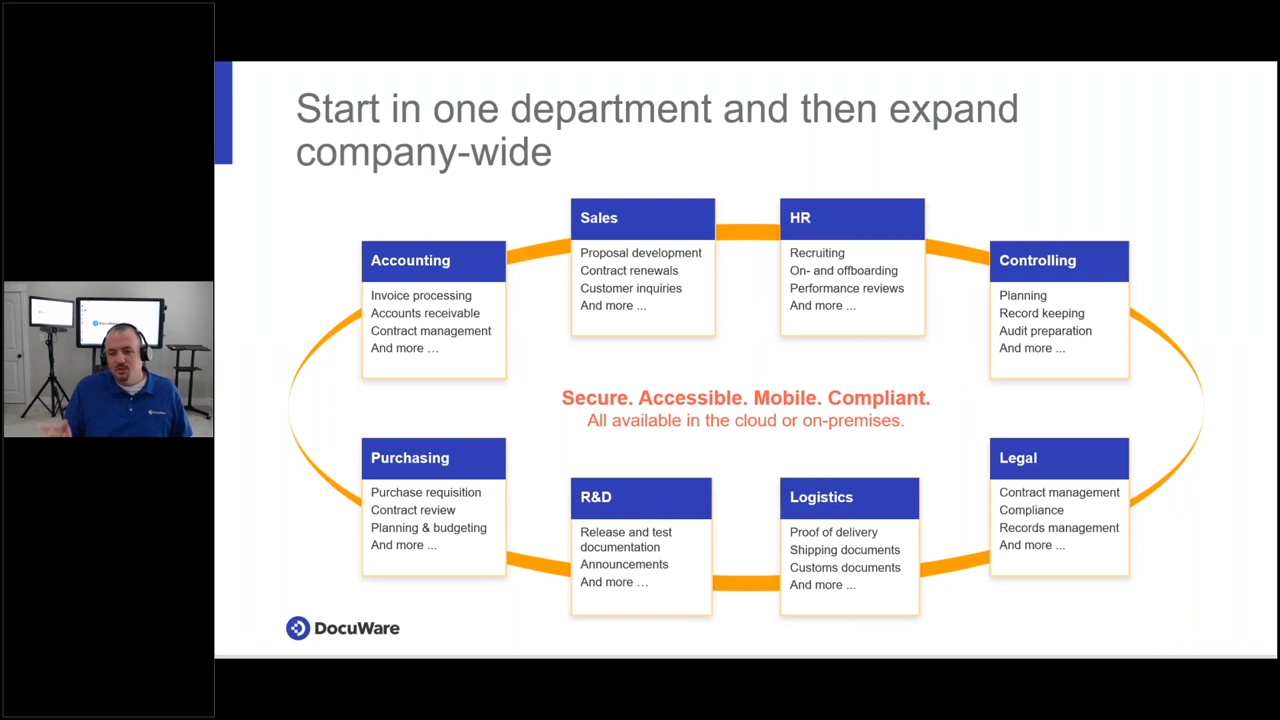 Start in one department and then expand
company-wide
Accounting
Invoice processing
Accounts receivable
Contract management
And more …
Sales
Proposal development
Contract renewals
Customer inquiries
And more ...
HR
Recruiting
On- and offboarding
Performance reviews
And more ...
Controlling
Planning
Record keeping
Audit preparation
And more ...
Secure. Accessible. Mobile. Compliant.
All available in the cloud or on-premises.
Purchasing
Purchase requisition
Contract review
Planning & budgeting
And more ...
R&D
Release and test
documentation
Announcements
And more …
Logistics
Proof of delivery
Shipping documents
Customs documents
And more ...
Legal
Contract management
Compliance
Records management
And more ...
DocuWare